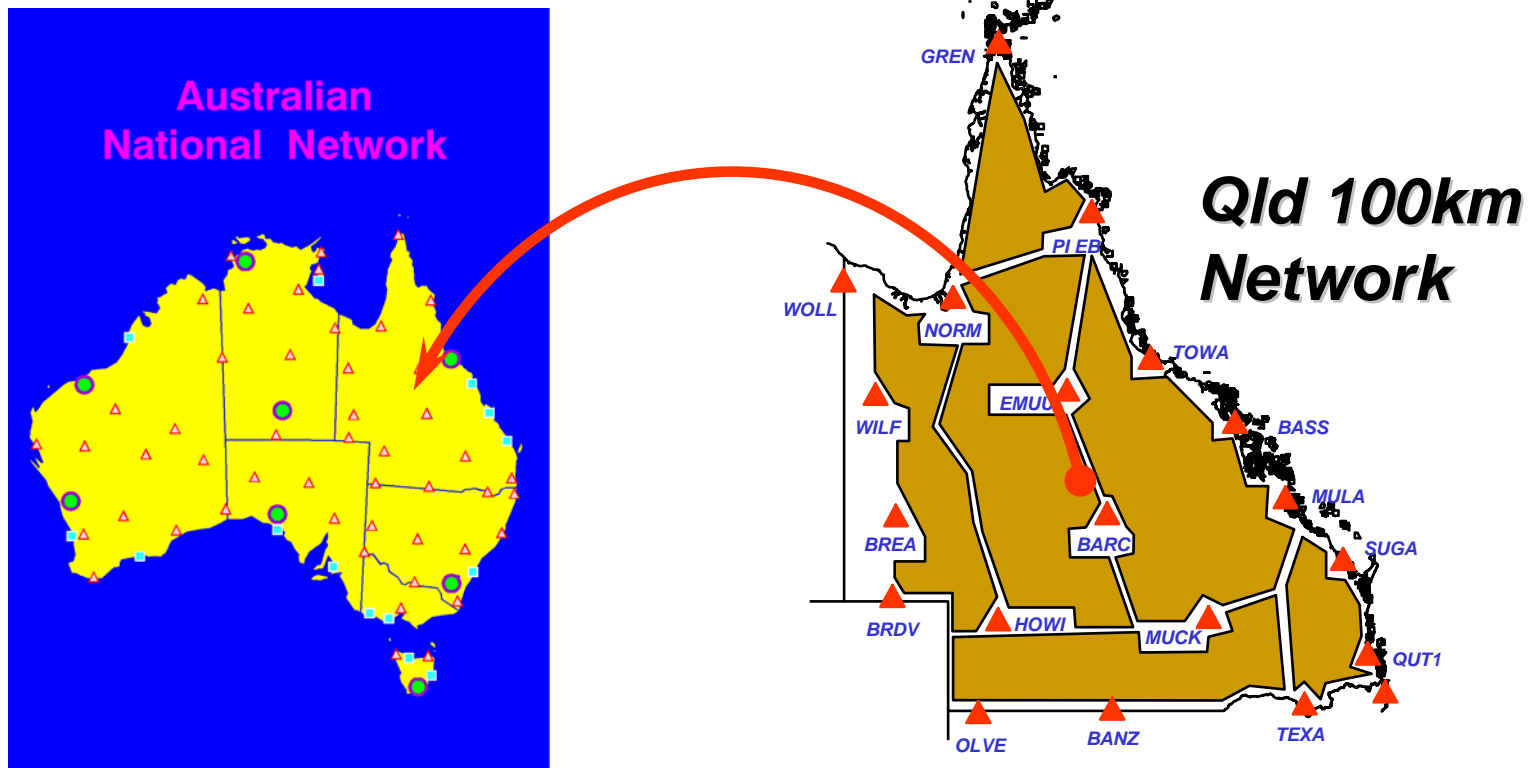 Australian
National Network
Qld 100km
Network
GREN
PI EB
WOLL
NORM
TOWA
EMUU
WILF
BASS
MULA
BREA
BARC
SUGA
BRDV
HOWI
MUCK
QUT1
OLVE
BANZ
TEXA